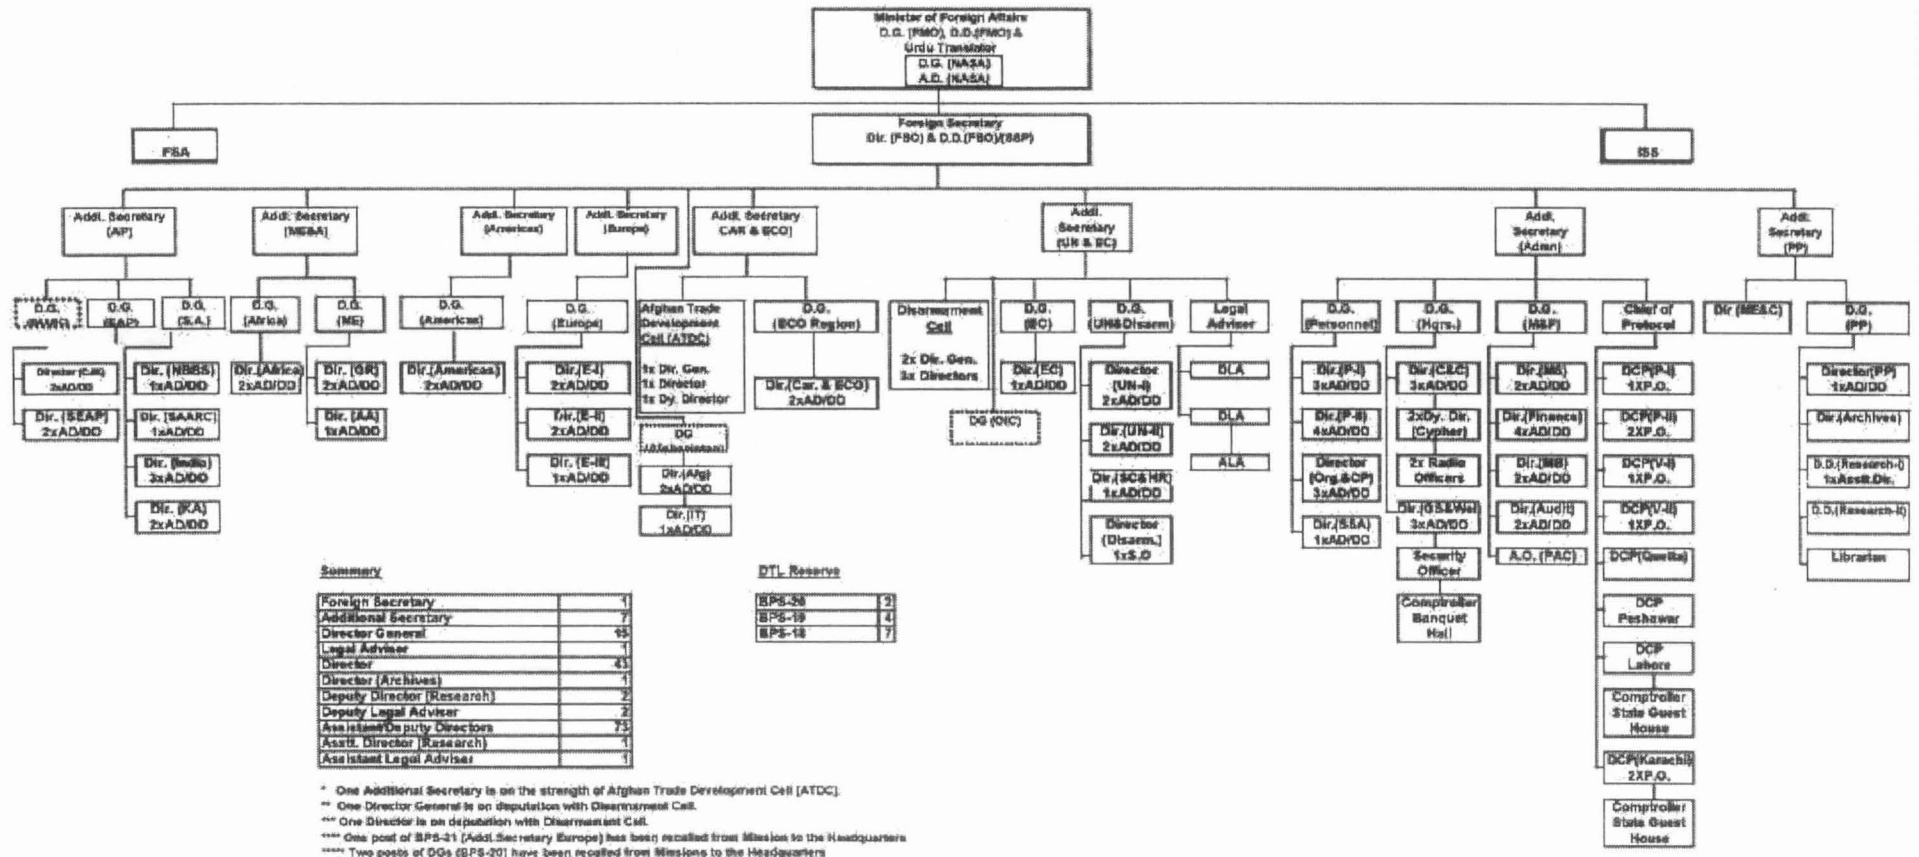 Minister of Foreign Affairs
D.G. (FMO), D.D.(FMO) &
Urdu Translator
D.G. (NASA)
A.D. (NASA)
FSA
Foreign Secretary
Dir. (FSO) & D.D.(FSO)/(SSP)
ISS
Addl. Secretary
(AP)
Addl. Secretary
(ME&A)
Addl. Secretary
(Americas)
Addl. Secretary
(Europe)
Addl. Secretary
CAR & ECO]
Addl.
Secretary
(UN & EC)
Addl.
Secretary
(Admn)
Addl.
Secretary
(PP)
D.G.
D.G.
(EAP)
D.G.
(S.A.)
D.G.
(Africa)
D.G.
(ME)
D.G.
(Americas)
D.G.
(Europe)
Afghan Trade
Development
Cell (ATDC)
1x Dir. Gen.
1x Director
1x Dy. Director
D.G.
(ECO Region)
Disarmament
Cell
2x Dir. Gen.
3x Directors
D.G.
(EC)
D.G.
(UN&Disarm)
Legal
Adviser
D.G.
(Personnel)
D.G.
(Hqrs.)
D.G.
(M&F)
Chief of
Protocol
Dir (ME&C)
D.G.
(PP)
Director
2xAD/DD
Dir. (SEAP)
2xAD/DD
Dir. (NBBS)
1xAD/DD
Dir. (SAARC)
1xAD/DD
Dir. (India)
3xAD/DD
Dir. (KA)
2xAD/DD
Dir.(Africa)
2xAD/DD
Dir. (GR)
2xAD/DD
Dir. (AA)
1xAD/DD
Dir.(Americas)
2xAD/DD
Dir.(E-I)
2xAD/DD
Dir.(E-II)
2xAD/DD
Dir. (E-III)
1xAD/DD
DG
(Afghanistan)
Dir.(Afg)
2xAD/DD
Dir.(IT)
1xAD/DD
Dir.(Car. & ECO)
2xAD/DD
DG (OIC)
Dir.(EC)
1xAD/DD
Director
(UN-I)
2xAD/DD
Dir.(UN-II)
2xAD/DD
Dir.(SC&HR)
1xAD/DD
Director
(Disarm.)
1xS.O
DLA
DLA
ALA
Dir.(P-I)
3xAD/DD
Dir.(P-II)
4xAD/DD
Director
(Org.&CP)
3xAD/DD
Dir.(SSA)
1xAD/DD
Dir.(C&C)
3xAD/DD
2xDy. Dir.
(Cypher)
2x Radio
Officers
Dir.(GS&Wel)
3xAD/DD
Security
Officer
Comptroller
Banquet
Hall
Dir.(MS)
2xAD/DD
Dir.(Finance)
4xAD/DD
Dir.(MB)
2xAD/DD
Dir.(Audit)
2xAD/DD
A.O. (PAC)
DCP(P-I)
1XP.O.
DCP(P-II)
2XP.O.
DCP(V-I)
1XP.O.
DCP(V-II)
1XP.O.
DCP(Quetta)
DCP
Peshawar
DCP
Lahore
Comptroller
State Guest
House
DCP(Karachi)
2XP.O.
Comptroller
State Guest
House
Director(PP)
1xAD/DD
Dir.(Archives)
D.D.(Research-I)
1xAsstt.Dir.
D.D.(Research-II)
Librarian
Summary
Foreign Secretary 1
Additional Secretary 7
Director General 15
Legal Adviser 1
Director 43
Director (Archives) 1
Deputy Director (Research) 2
Deputy Legal Adviser 2
Assistant/Deputy Directors 73
Asstt. Director (Research) 1
Assistant Legal Adviser 1
DTL Reserve
BPS-20 2
BPS-19 4
BPS-18 7
* One Additional Secretary is on the strength of Afghan Trade Development Cell [ATDC].
** One Director General is on deputation with Disarmament Cell.
*** One Director is on deputation with Disarmament Cell.
**** One post of BPS-21 (Addl.Secretary Europe) has been recalled from Mission to the Headquarters
***** Two posts of DGs (BPS-20) have been recalled from Missions to the Headquarters